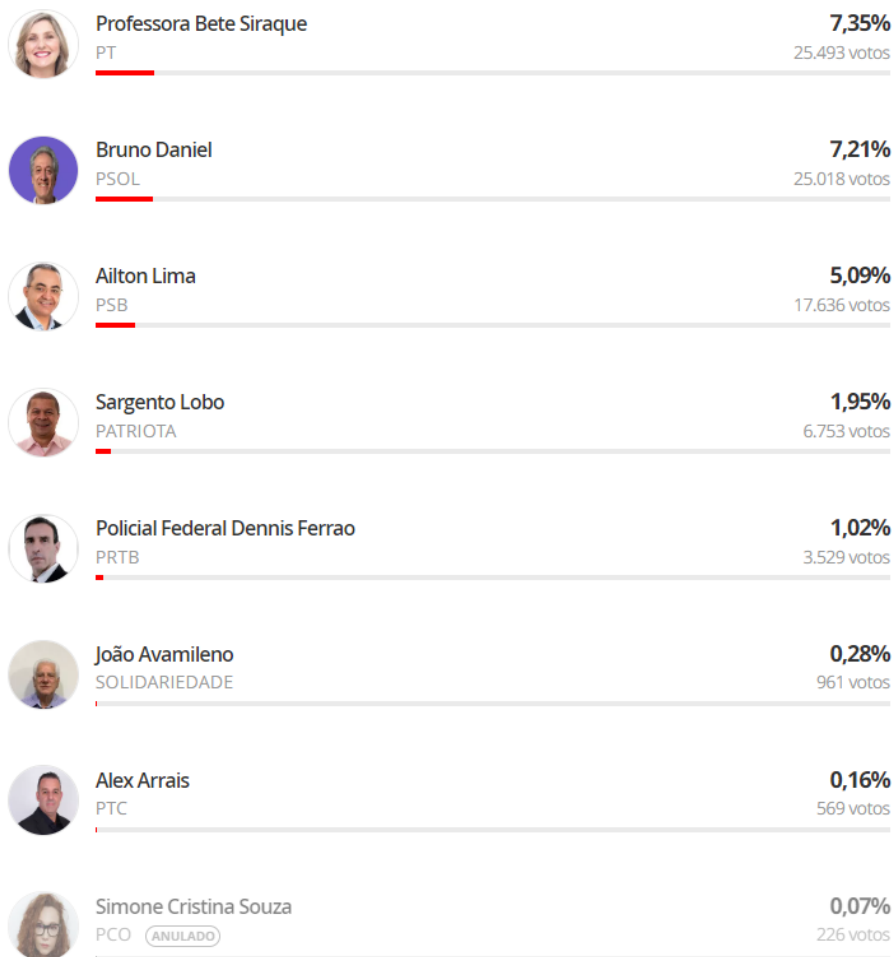 Professora Bete Siraque 7,35%
PT 25.493 votos
Bruno Daniel 7,21%
PSOL 25.018 votos
Ailton Lima 5,09%
PSB 17.636 votos
Sargento Lobo 1,95%
PATRIOTA 6.753 votos
Policial Federal Dennis Ferrao 1,02%
PRTB 3.529 votos
João Avamileno 0,28%
SOLIDARIEDADE 961 votos
Alex Arrais 0,16%
PTC 569 votos
Simone Cristina Souza 0,07%
PCO ANULADO 226 votos